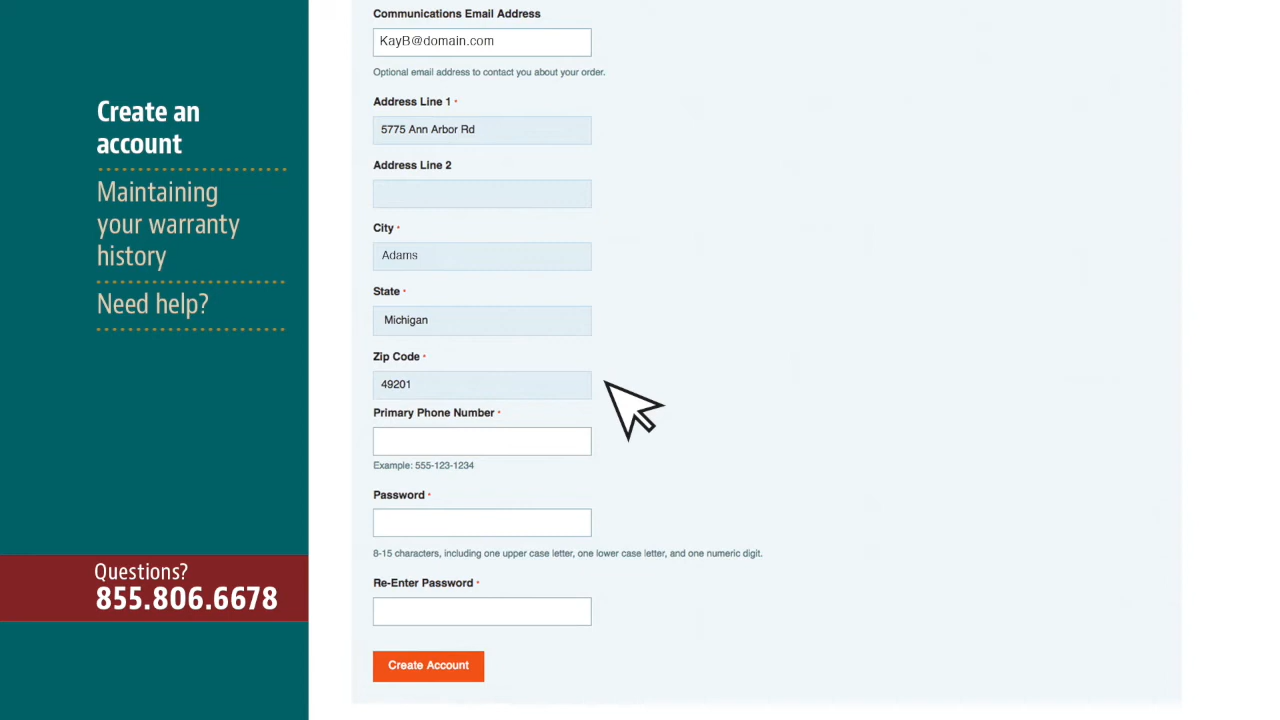 Create an
account
Maintaining
your warranty
history
Need help?
Questions?
855.806.6678
Communications Email Address
KayB@domain.com
Optional email address to contact you about your order.
Address Line 1 *
5775 Ann Arbor Rd
Address Line 2
City *
Adams
State *
Michigan
Zip Code *
49201
Primary Phone Number *
Example: 555-123-1234
Password *
8-15 characters, including one upper case letter, one lower case letter, and one numeric digit.
Re-Enter Password *
Create Account